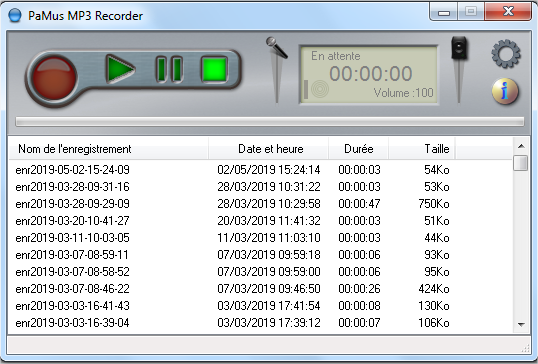 PaMus MP3 Recorder
En attente
00:00:00
Volume :100
Nom de l'enregistrement Date et heure Durée Taille
enr2019-05-02-15-24-09 02/05/2019 15:24:14 00:00:03 54Ko
enr2019-03-28-09-31-16 28/03/2019 10:31:22 00:00:03 53Ko
enr2019-03-28-09-29-09 28/03/2019 10:29:58 00:00:47 750Ko
enr2019-03-20-10-41-27 20/03/2019 11:41:32 00:00:03 51Ko
enr2019-03-11-10-03-05 11/03/2019 11:03:10 00:00:03 44Ko
enr2019-03-07-08-59-11 07/03/2019 09:59:18 00:00:06 93Ko
enr2019-03-07-08-58-52 07/03/2019 09:59:00 00:00:06 95Ko
enr2019-03-07-08-46-22 07/03/2019 09:46:50 00:00:26 424Ko
enr2019-03-03-16-41-43 03/03/2019 17:41:54 00:00:08 130Ko
enr2019-03-03-16-39-04 03/03/2019 17:39:12 00:00:07 106Ko